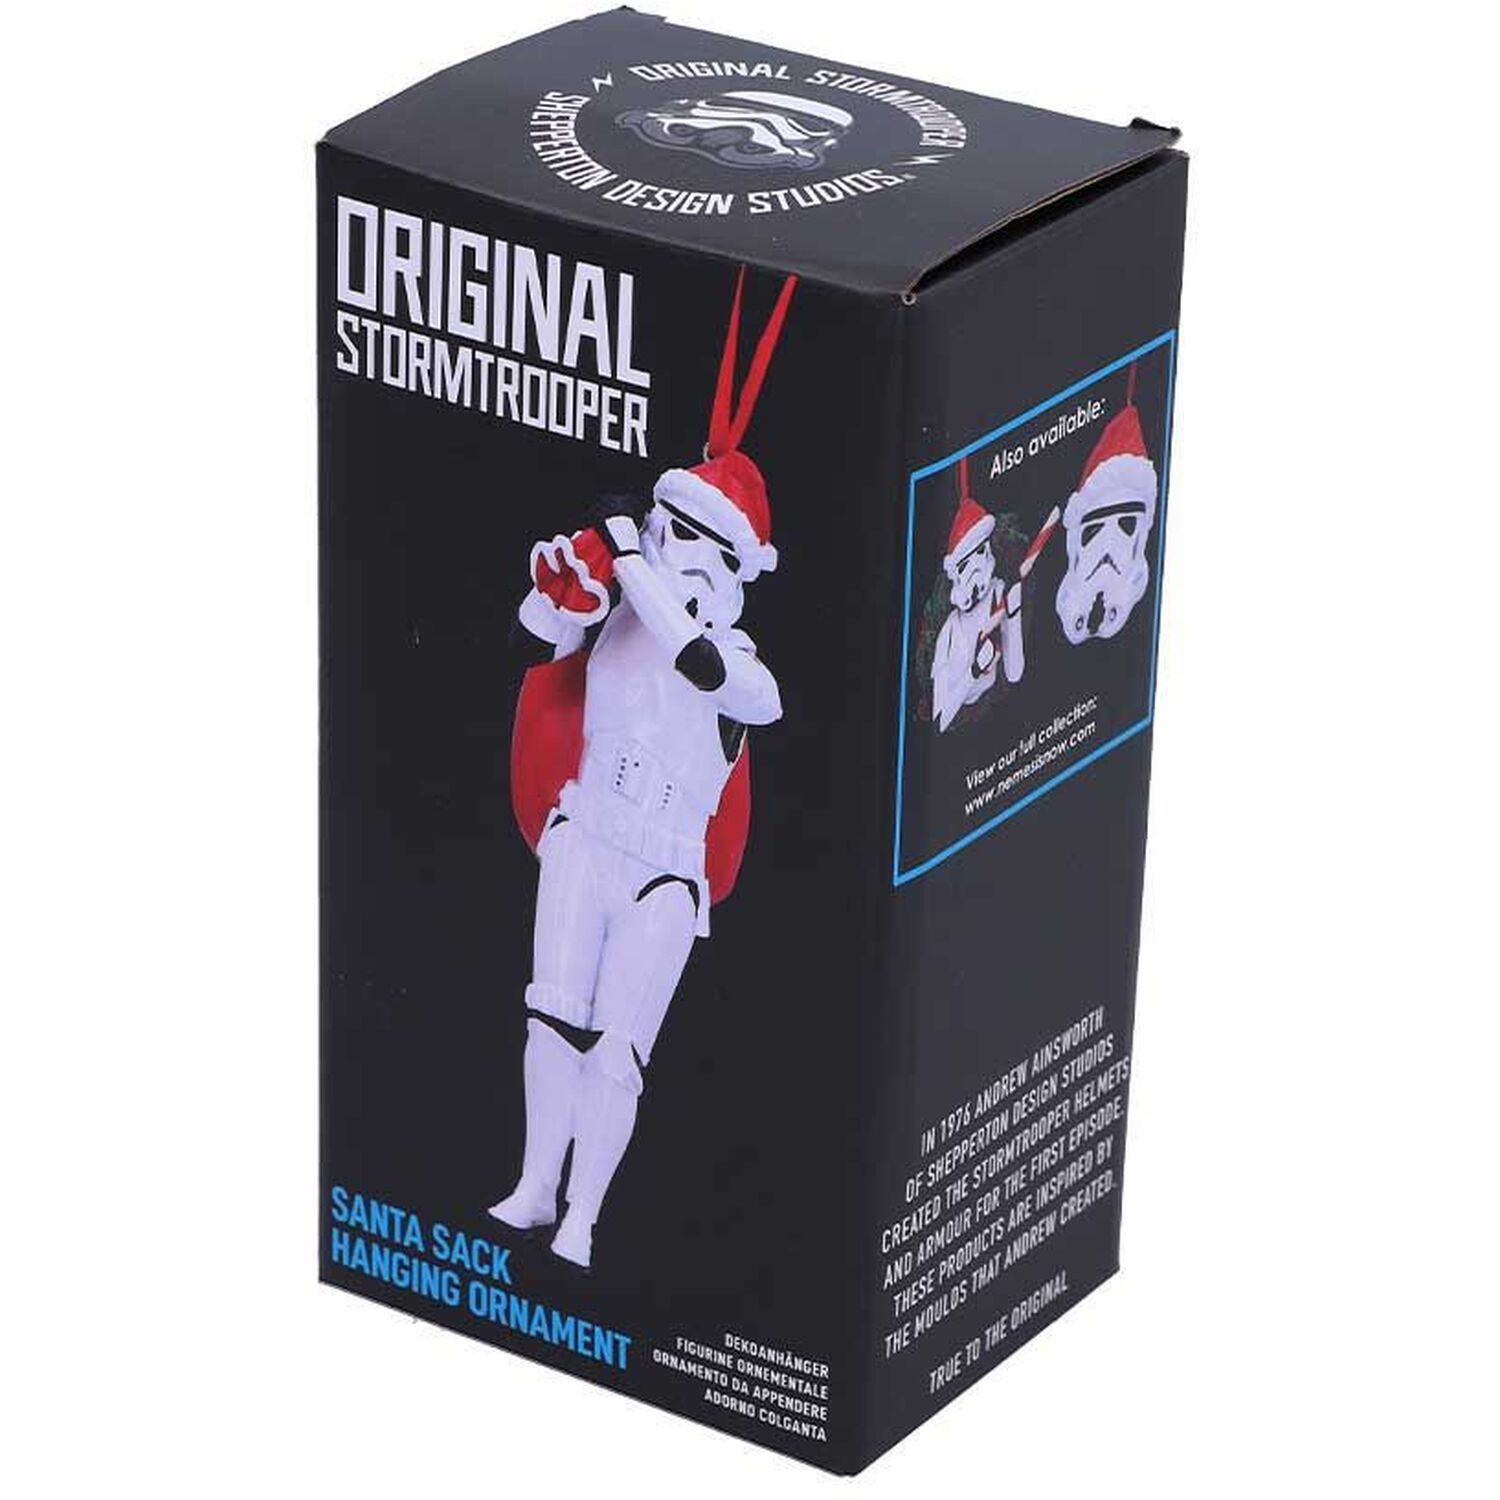 ORIGINAL STORMTROOPER
SHEPPERTON DESIGN STUDIOS
ORIGINAL
STORMTROOPER
SANTA SACK
HANGING ORNAMENT
DEKOANHÄNGER
FIGURINE ORNEMENTALE
ORNAMENTO DA APPENDERE
ADORNO COLGANTA
Also available:
View our full collection:
www.nemesisnow.com
IN 1976 ANDREW AINSWORTH
OF SHEPPERTON DESIGN STUDIOS
CREATED THE STORMTROOPER HELMETS
AND ARMOUR FOR THE FIRST EPISODE.
THESE PRODUCTS ARE INSPIRED BY
THE MOULDS THAT ANDREW CREATED.
TRUE TO THE ORIGINAL